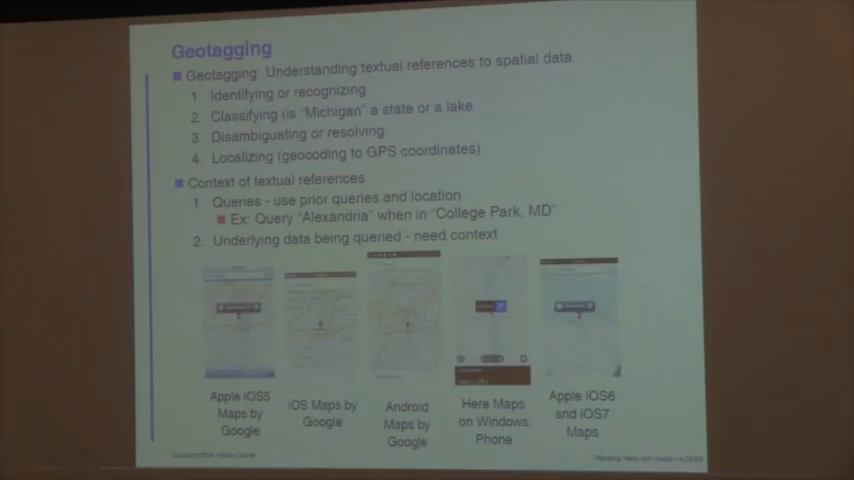 Geotagging
Geotagging: Understanding textual references to spatial data
1. Identifying or recognizing
2. Classifying (is "Michigan" a state or a lake
3. Disambiguating or resolving
4. Localizing (geocoding to GPS coordinates)
Context of textual references
1. Queries - use prior queries and location
Ex: Query "Alexandria" when in "College Park, MD"
2. Underlying data being queried - need context
Apple iOS5
Maps by
Google
iOS Maps by
Google
Android
Maps by
Google
Here Maps
on Windows
Phone
Apple iOS6
and iOS7
Maps
Reading news with maps